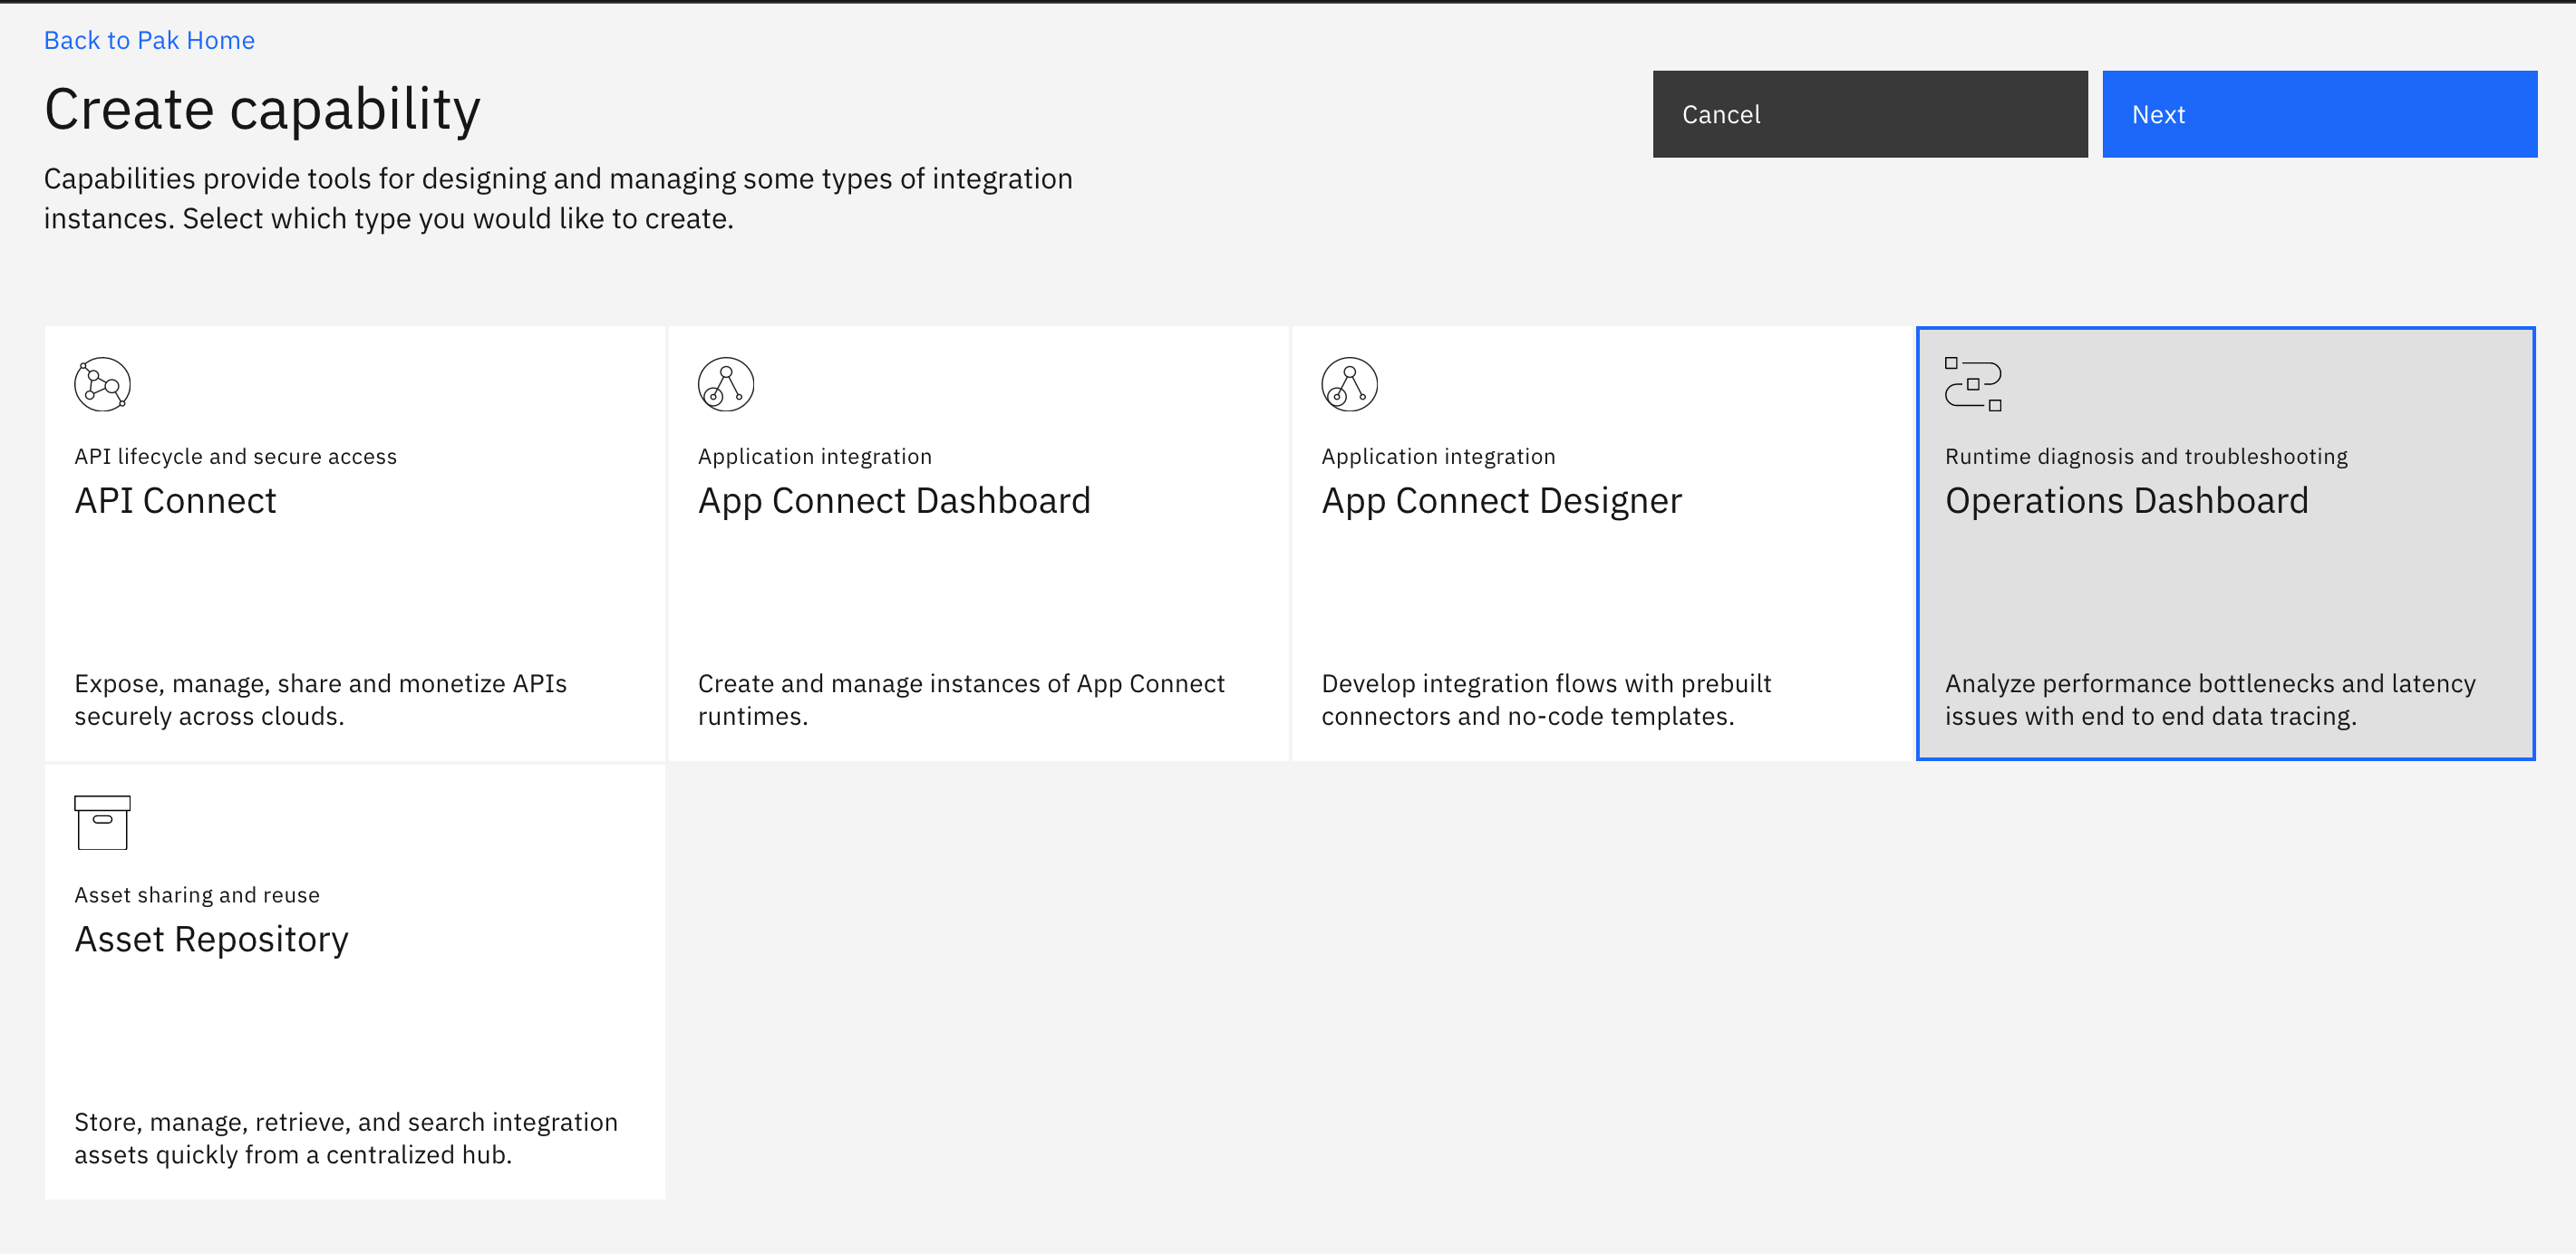 Back to Pak Home
Create capability
Cancel
Next
Capabilities provide tools for designing and managing some types of integration
instances. Select which type you would like to create.
API lifecycle and secure access
API Connect
Expose, manage, share and monetize APIs
securely across clouds.
Application integration
App Connect Dashboard
Create and manage instances of App Connect
runtimes.
Application integration
App Connect Designer
Develop integration flows with prebuilt
connectors and no-code templates.
Runtime diagnosis and troubleshooting
Operations Dashboard
Analyze performance bottlenecks and latency
issues with end to end data tracing.
Asset sharing and reuse
Asset Repository
Store, manage, retrieve, and search integration
assets quickly from a centralized hub.